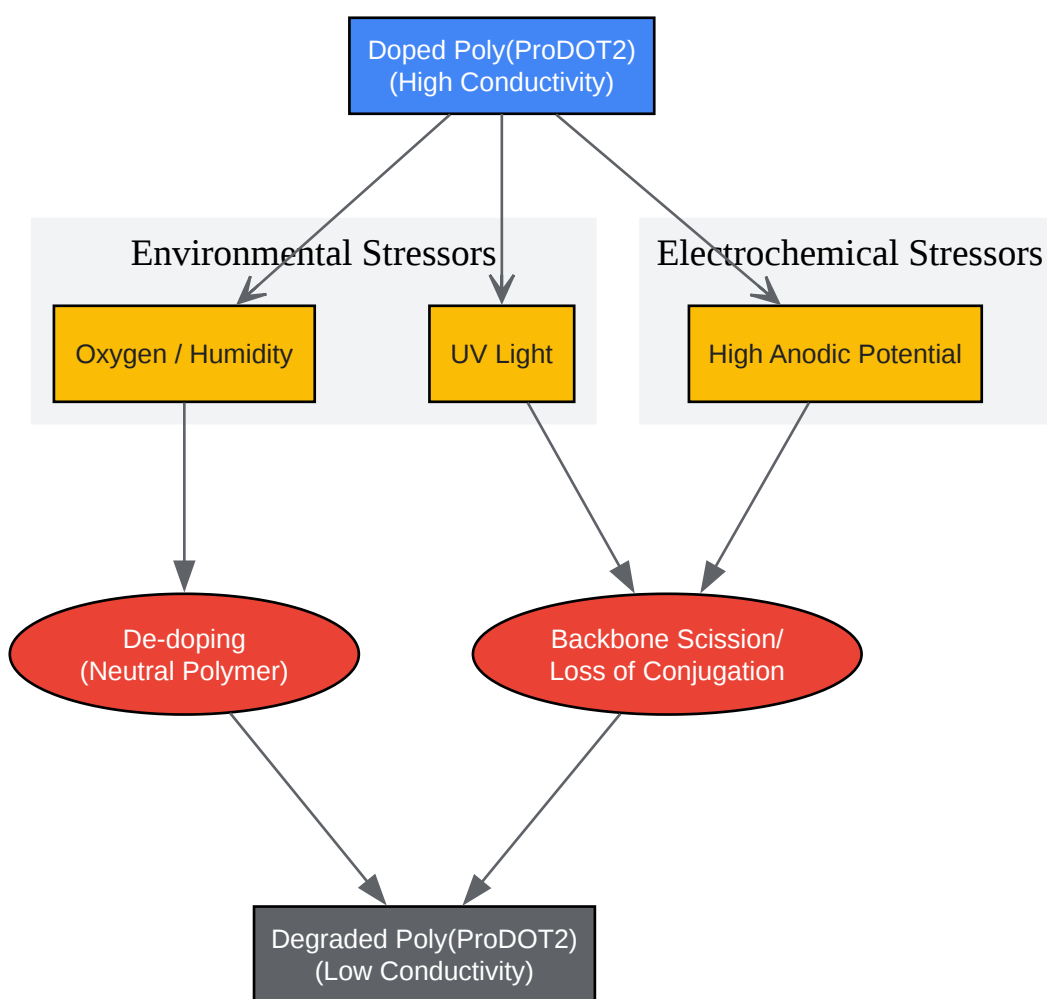 Doped Poly(ProDOT2)
(High Conductivity)
Environmental Stressors
Electrochemical Stressors
Oxygen / Humidity
UV Light
High Anodic Potential
De-doping
(Neutral Polymer)
Backbone Scission/
Loss of Conjugation
Degraded Poly(ProDOT2)
(Low Conductivity)